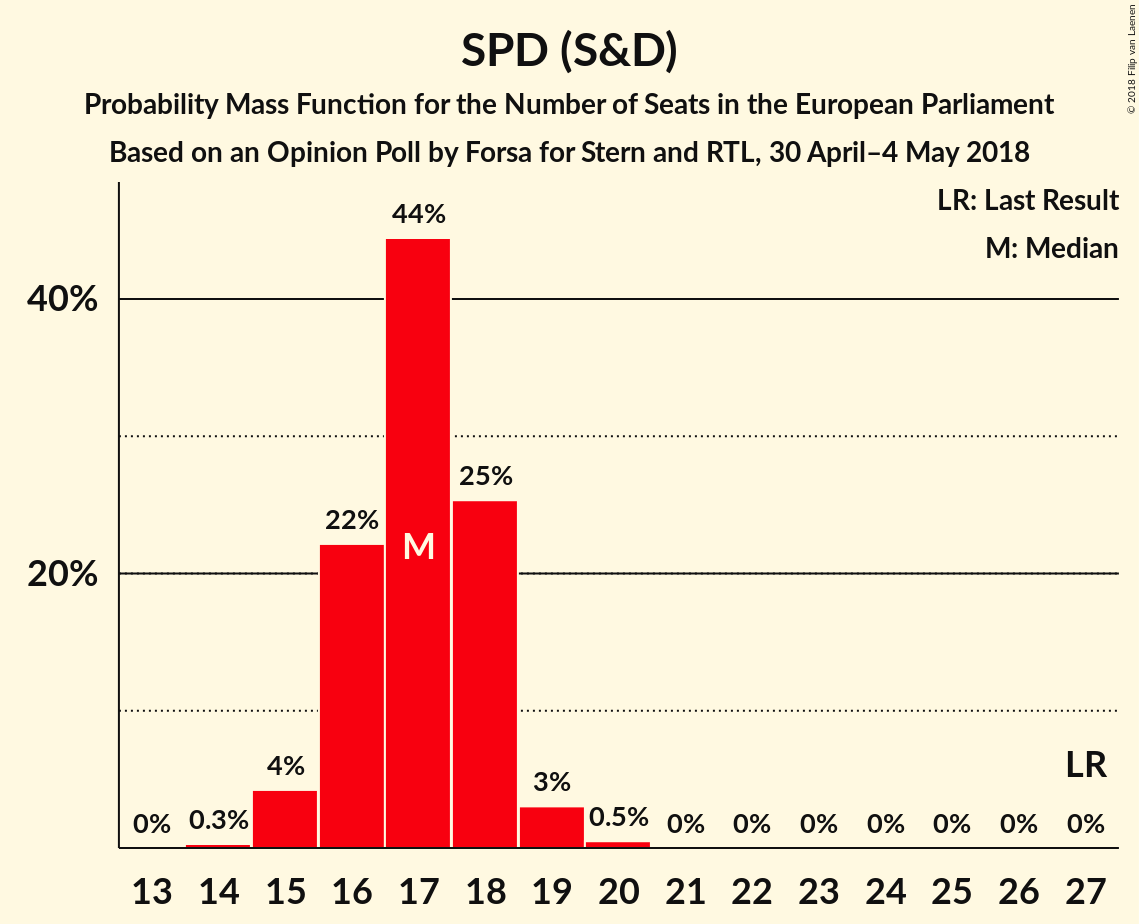 SPD (S&D)
Probability Mass Function for the Number of Seats in the European Parliament
Based on an Opinion Poll by Forsa for Stern and RTL, 30 April–4 May 2018
© 2018 Filip van Laenen
LR: Last Result
M: Median
40%
20%
0%
0.3%
4%
22%
44%
M
25%
3%
0.5%
0%
0%
0%
0%
0%
0%
LR
0%
13 14 15 16 17 18 19 20 21 22 23 24 25 26 27